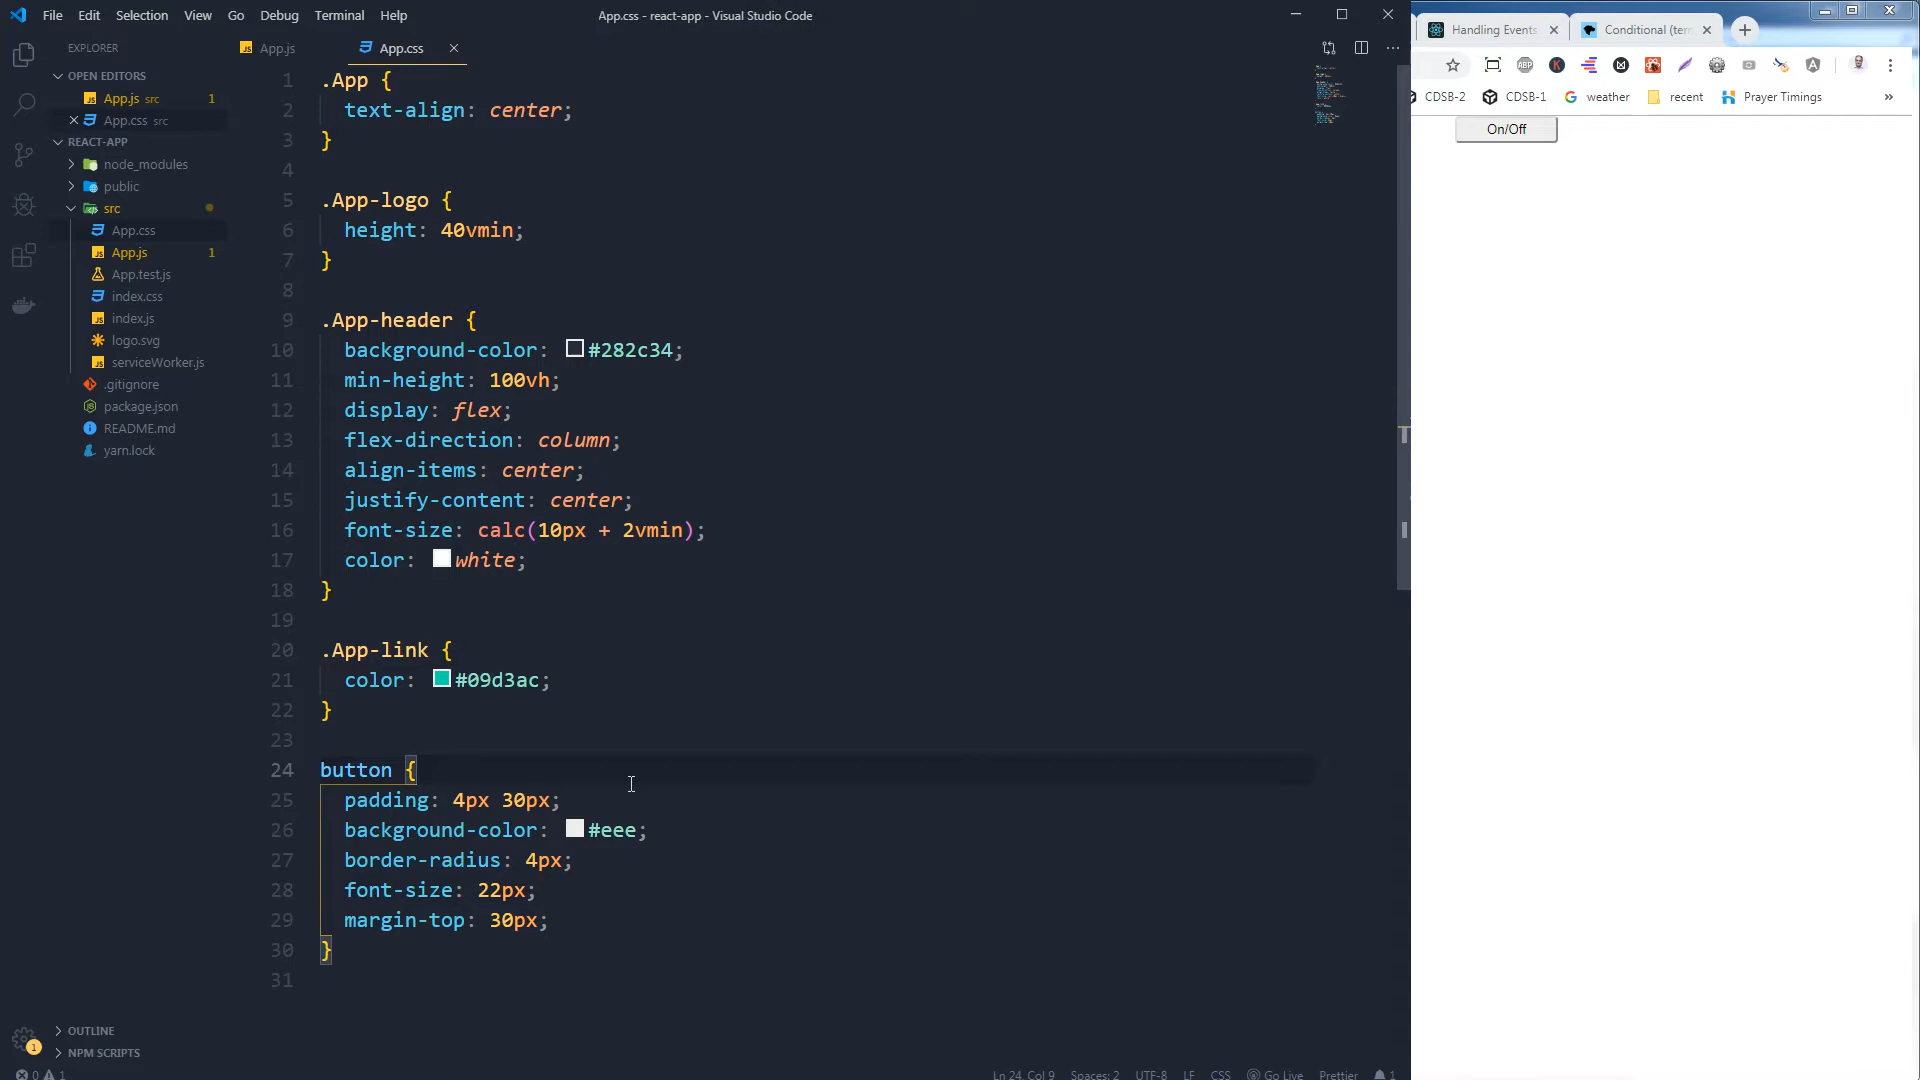 File Edit Selection View Go Debug Terminal Help
App.css - react-app - Visual Studio Code
EXPLORER
App.js
App.css
OPEN EDITORS
App.js src 1
App.css src
REACT-APP
node_modules
public
src
App.css
App.js 1
App.test.js
index.css
index.js
logo.svg
serviceWorker.js
.gitignore
package.json
README.md
yarn.lock
OUTLINE
NPM SCRIPTS
1
0 1
1 .App {
2 text-align: center;
3 }
4
5 .App-logo {
6 height: 40vmin;
7 }
8
9 .App-header {
10 background-color: #282c34;
11 min-height: 100vh;
12 display: flex;
13 flex-direction: column;
14 align-items: center;
15 justify-content: center;
16 font-size: calc(10px + 2vmin);
17 color: white;
18 }
19
20 .App-link {
21 color: #09d3ac;
22 }
23
24 button {
25 padding: 4px 30px;
26 background-color: #eee;
27 border-radius: 4px;
28 font-size: 22px;
29 margin-top: 30px;
30 }
31
Ln 24, Col 9 Spaces: 2 UTF-8 LF CSS Go Live Prettier 1
Handling Events
Conditional (ter
ABP
CDSB-2 CDSB-1 weather recent Prayer Timings »
On/Off